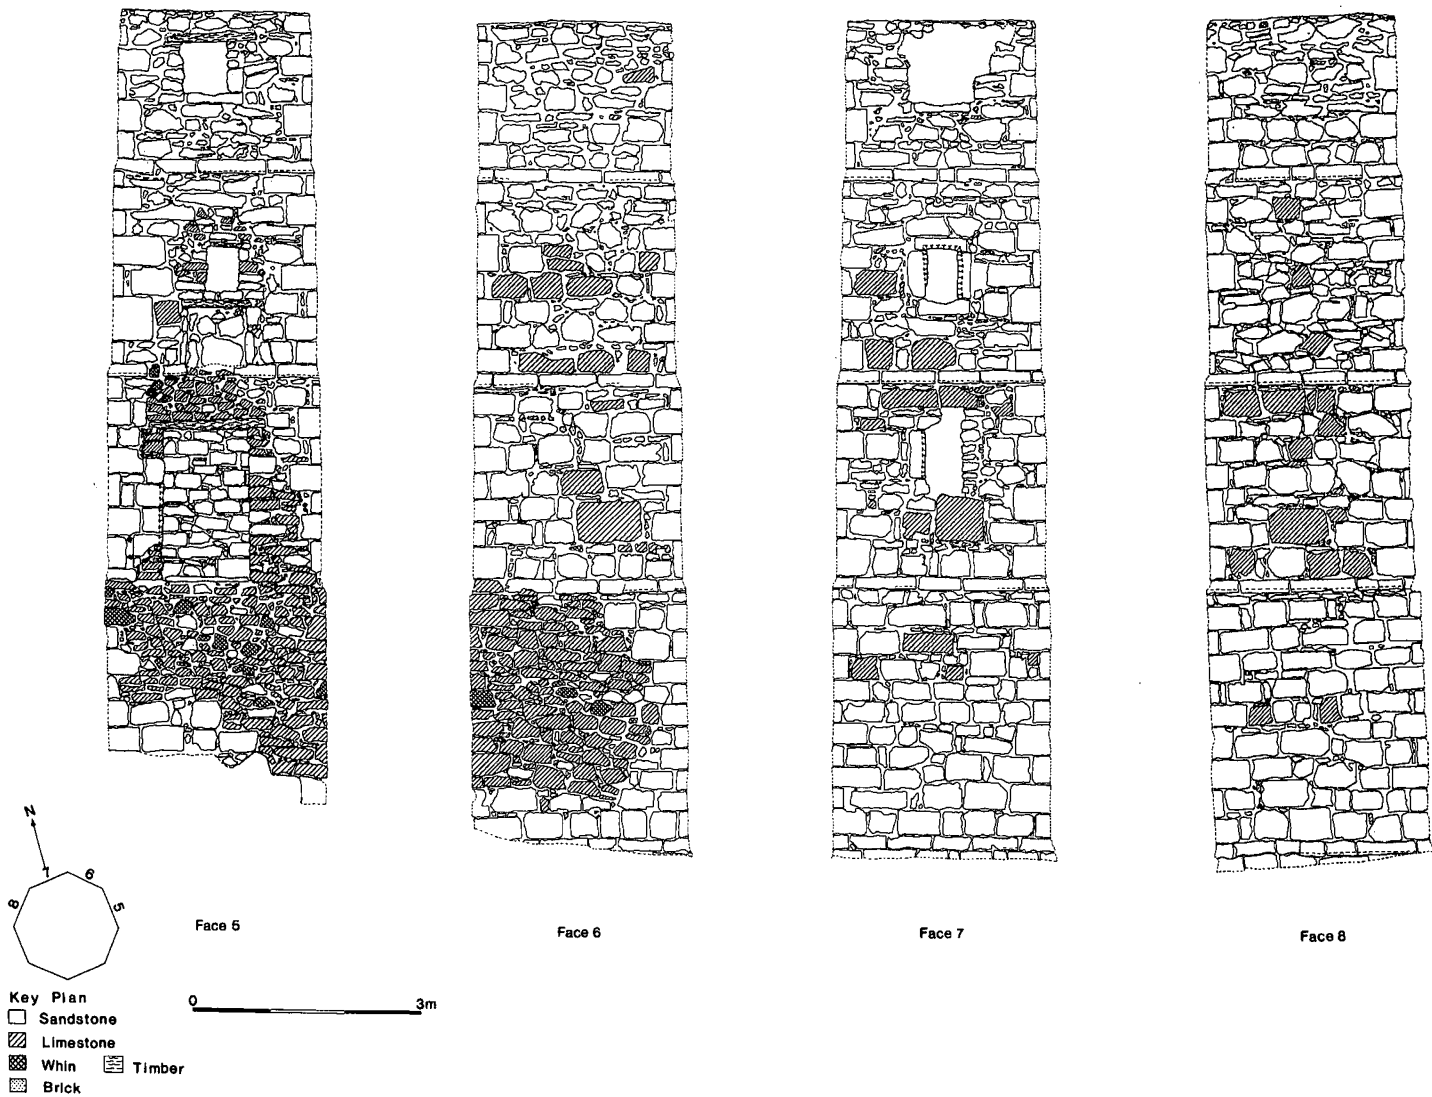 N
7
6
8
5
Face 5
Face 6
Face 7
Face 8
Key Plan
0 3m
Sandstone
Limestone
Whin
Timber
Brick